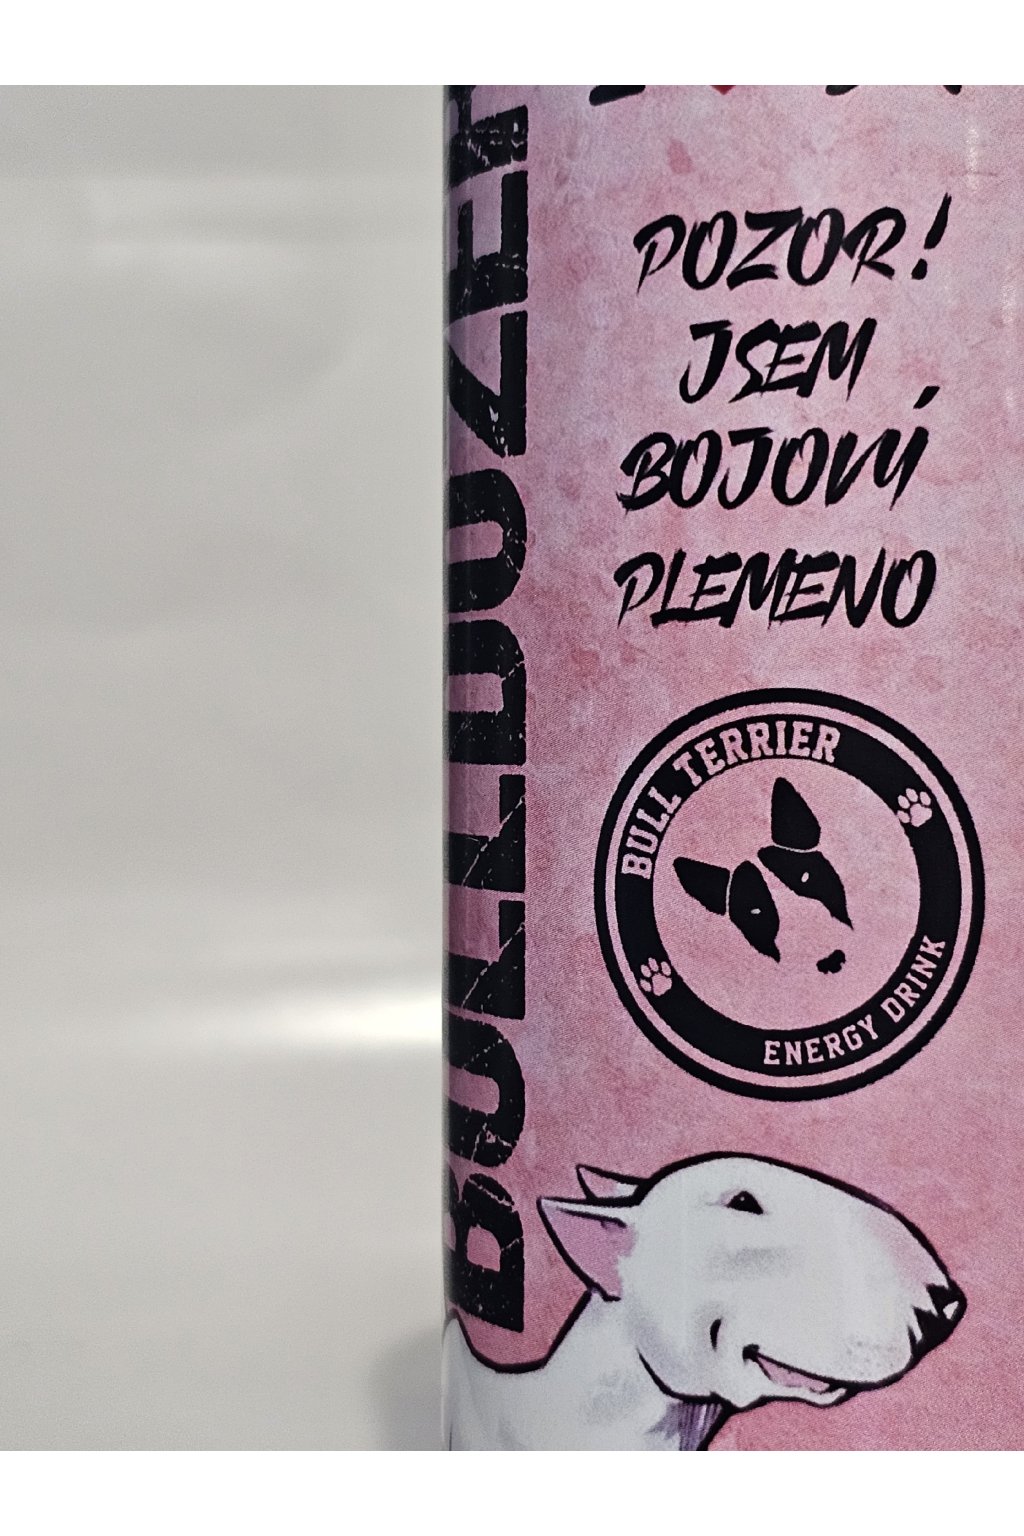 BULLDOZER
POZOR!
JSEM
BOJOVÝ
PLEMENO
BULL TERRIER
ENERGY DRINK